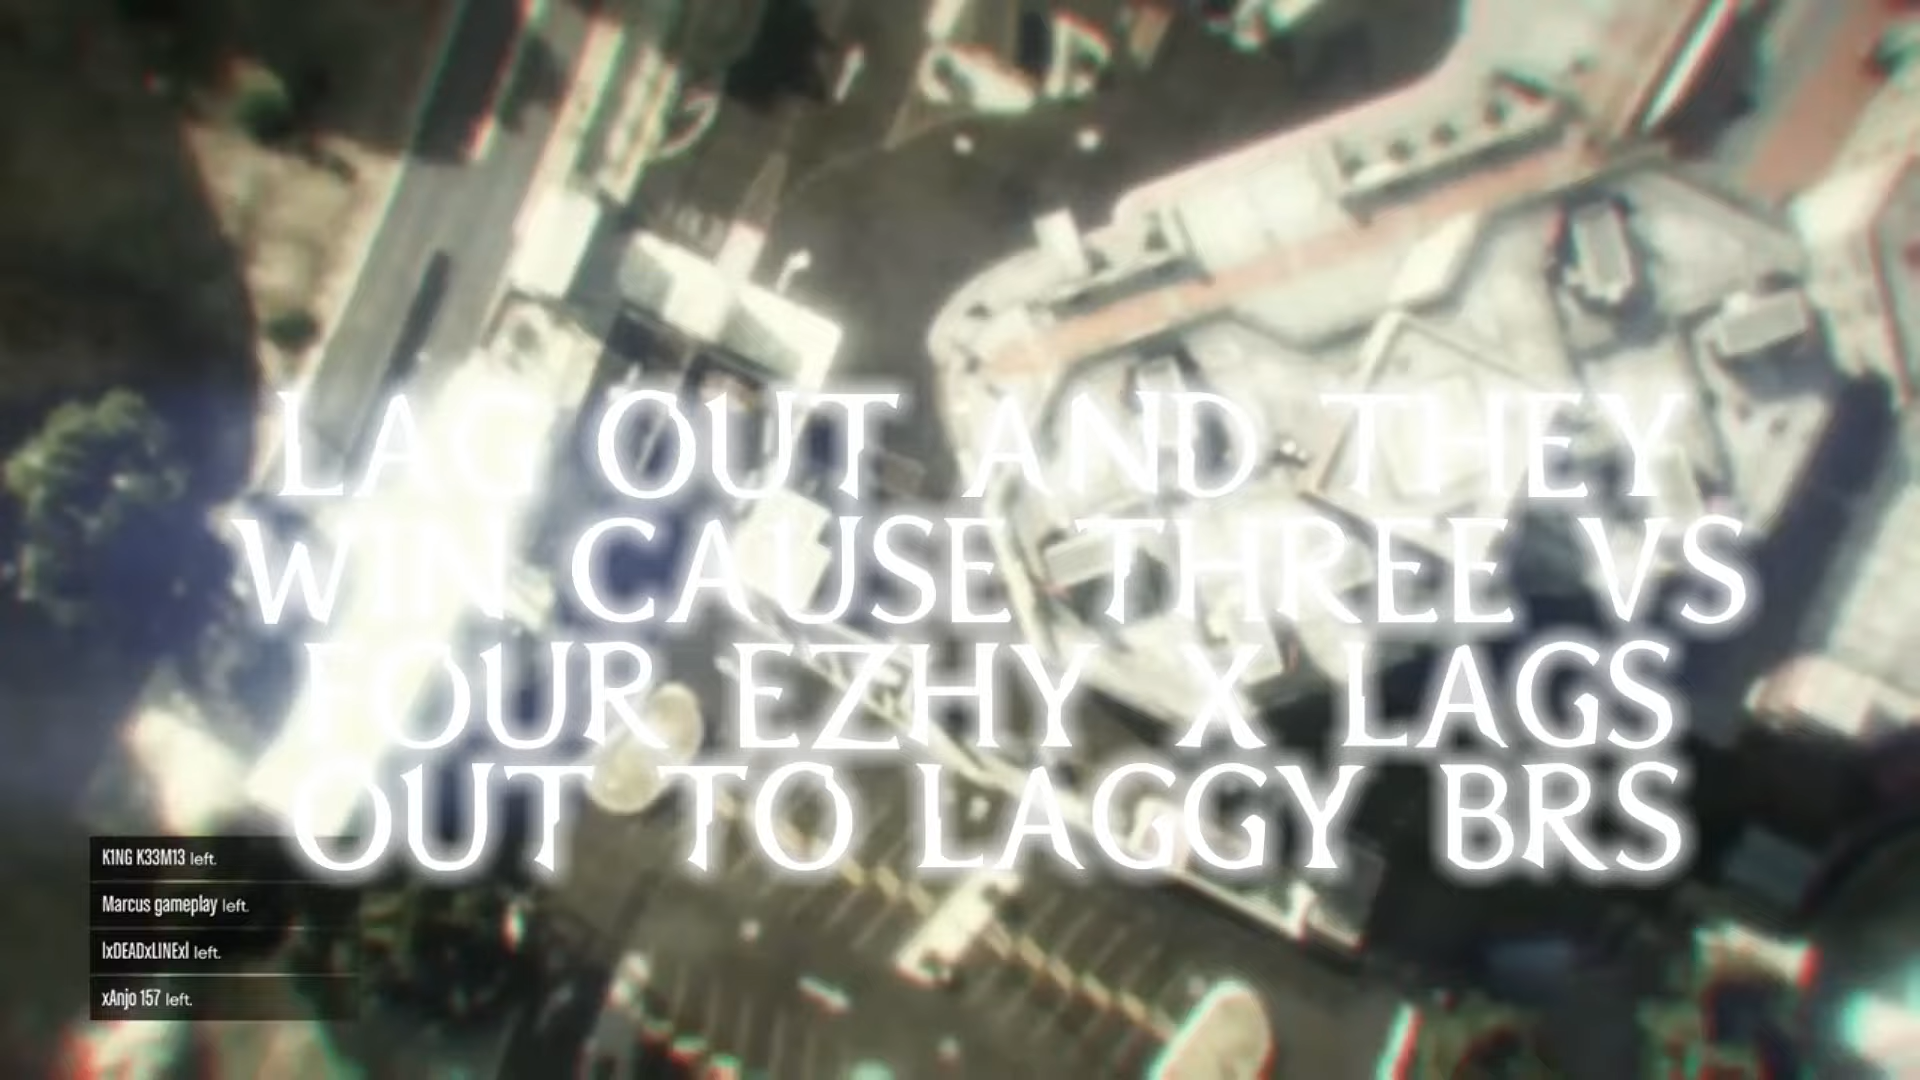 LAG OUT AND THEY
WIN CAUSE THREE VS
FOUR EZHY X LAGS
OUT TO LAGGY BRS
K1NG K33M13 left.
Marcus gameplay left.
lxDEADxLINExl left.
xAnjo 157 left.